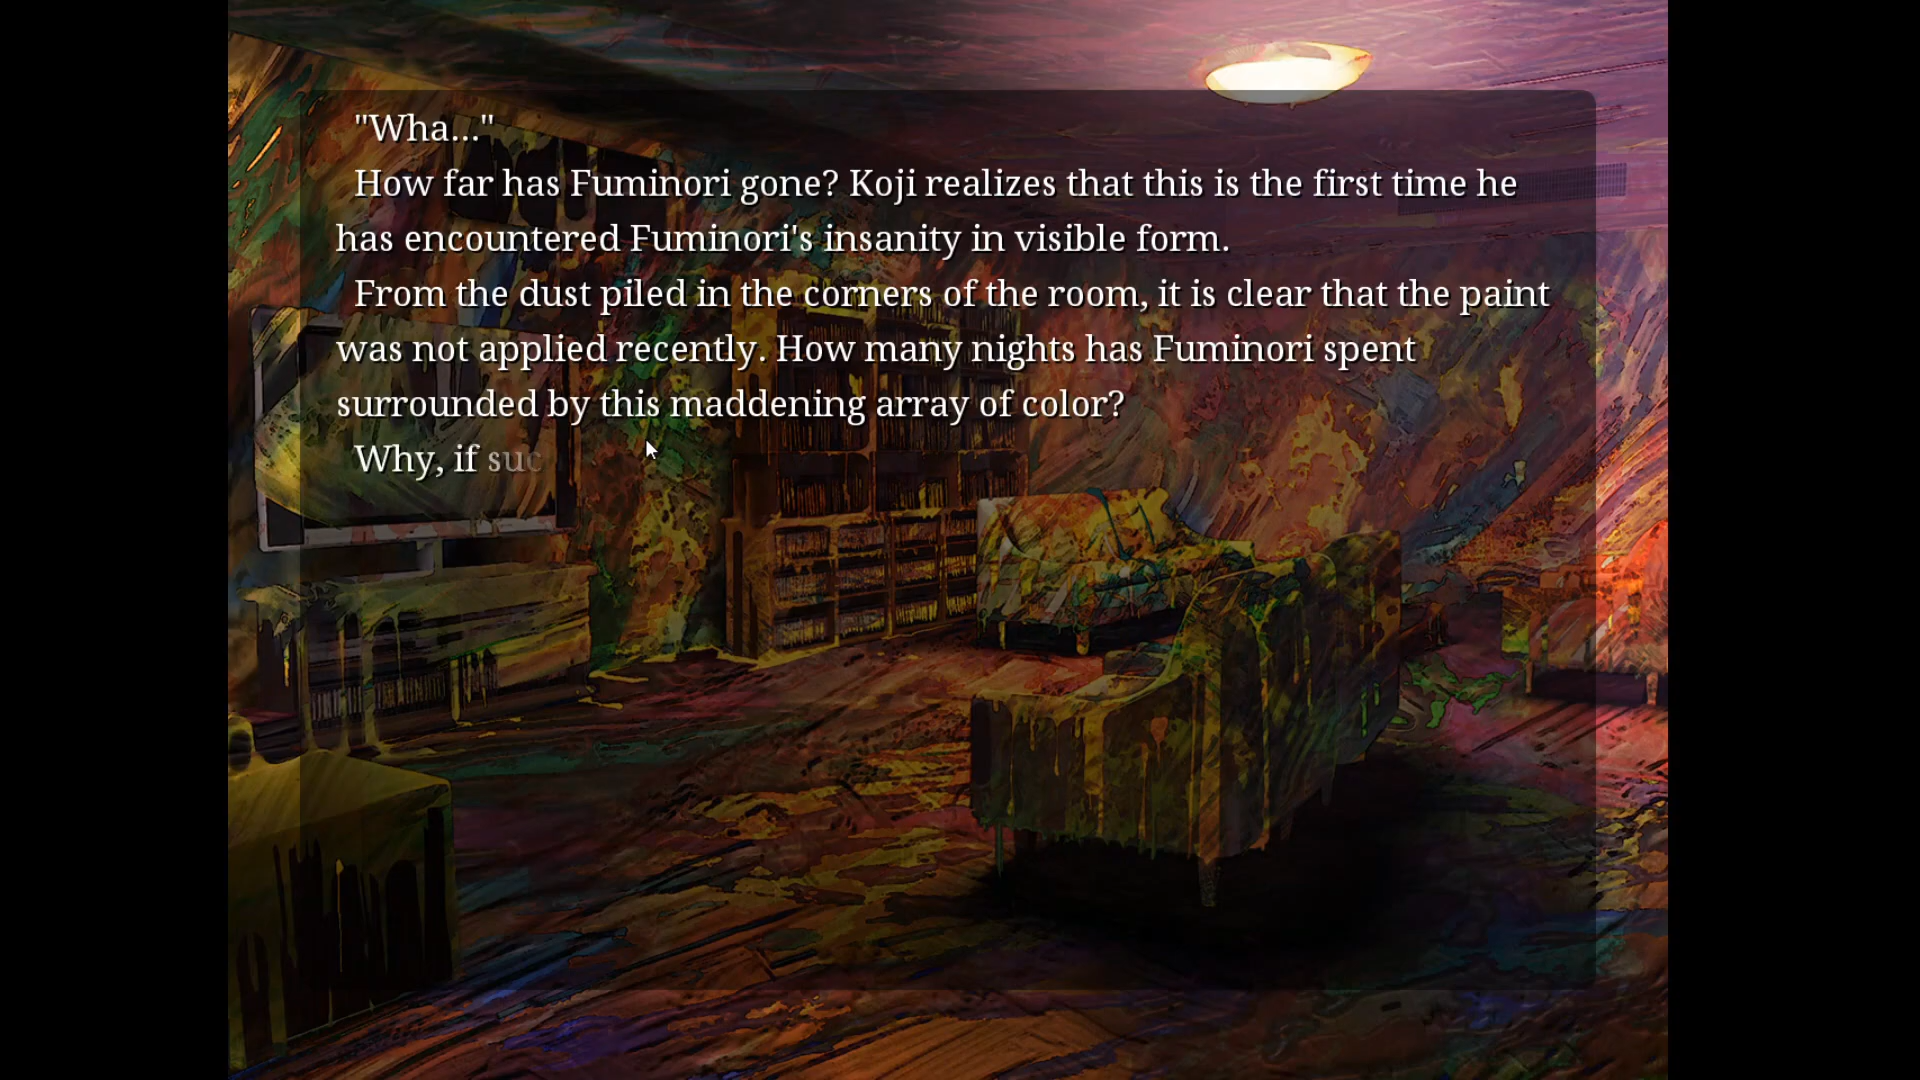 "Wha..."
How far has Fuminori gone? Koji realizes that this is the first time he
has encountered Fuminori's insanity in visible form.
From the dust piled in the corners of the room, it is clear that the paint
was not applied recently. How many nights has Fuminori spent
surrounded by this maddening array of color?
Why, if suc